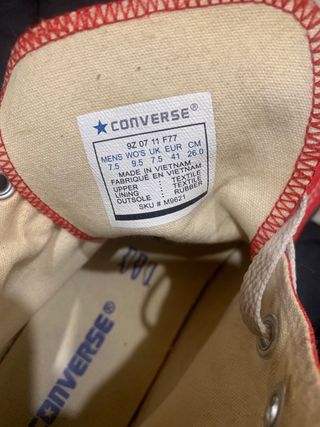 CONVERSE®
9Z 07 11 F77
MENS WO'S UK EUR CM
7.5 9.5 7.5 41 26.0
MADE IN VIETNAM
FABRIQUÉ EN VIETNAM
UPPER : TEXTILE
LINING : TEXTILE
OUTSOLE : RUBBER
SKU # M9621
CONVERSE®